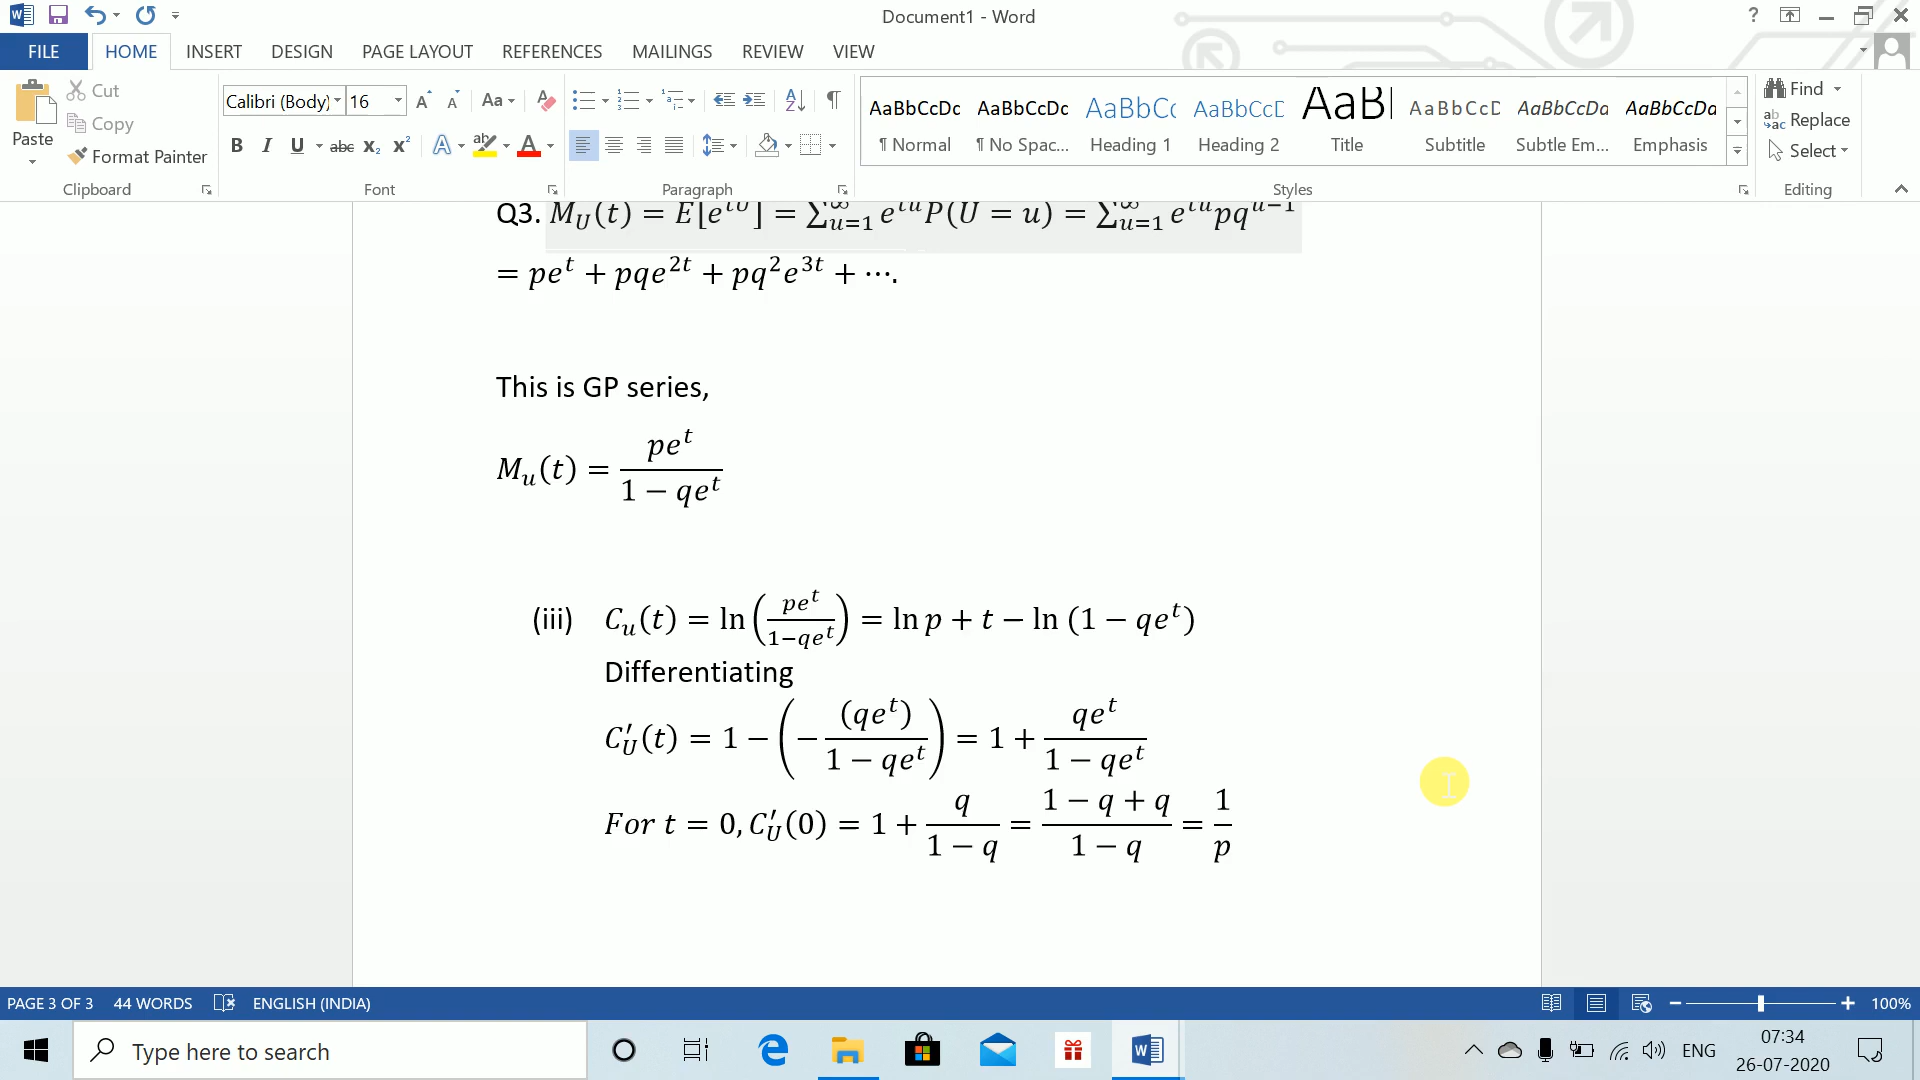 Document1 - Word
FILE HOME INSERT DESIGN PAGE LAYOUT REFERENCES MAILINGS REVIEW VIEW
Paste
Cut
Copy
Format Painter
Clipboard
Calibri (Body) 16
Font
Paragraph
AaBbCcDc AaBbCcDc AaBbCc AaBbCcD AaBl AaBbCcD AaBbCcDa AaBbCcDa
¶ Normal ¶ No Spac... Heading 1 Heading 2 Title Subtitle Subtle Em... Emphasis
Styles
Find
Replace
Select
Editing
Q3. M_U(t) = E[e^{tU}] = ∑_{u=1}^∞ e^{tu}P(U = u) = ∑_{u=1}^∞ e^{tu}pq^{u−1}
= pe^t + pqe^{2t} + pq^2e^{3t} + ⋯.
This is GP series,
M_u(t) = pe^t / (1 − qe^t)
(iii) C_u(t) = ln(pe^t / (1−qe^t)) = ln p + t − ln (1 − qe^t)
Differentiating
C′_U(t) = 1 − (− (qe^t) / (1 − qe^t)) = 1 + qe^t / (1 − qe^t)
For t = 0, C′_U(0) = 1 + q / (1 − q) = (1 − q + q) / (1 − q) = 1 / p
PAGE 3 OF 3 44 WORDS ENGLISH (INDIA) 100%
Type here to search
ENG
07:34
26-07-2020